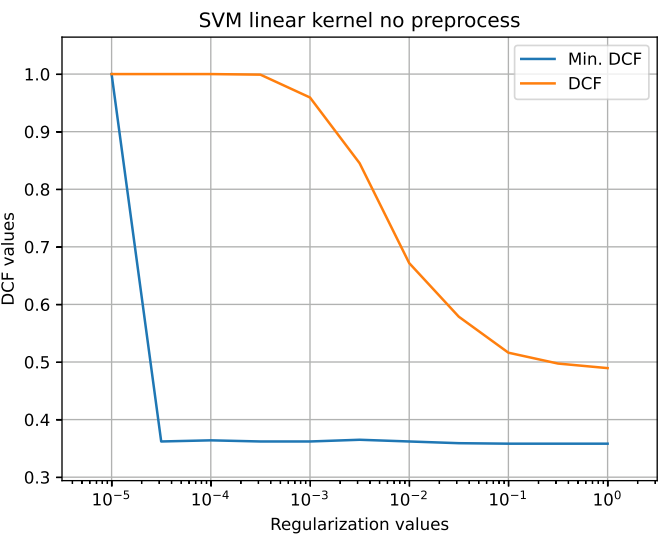 SVM linear kernel no preprocess
Min. DCF
DCF
1.0
0.9
0.8
0.7
0.6
0.5
0.4
0.3
DCF values
10⁻⁵ 10⁻⁴ 10⁻³ 10⁻² 10⁻¹ 10⁰
Regularization values